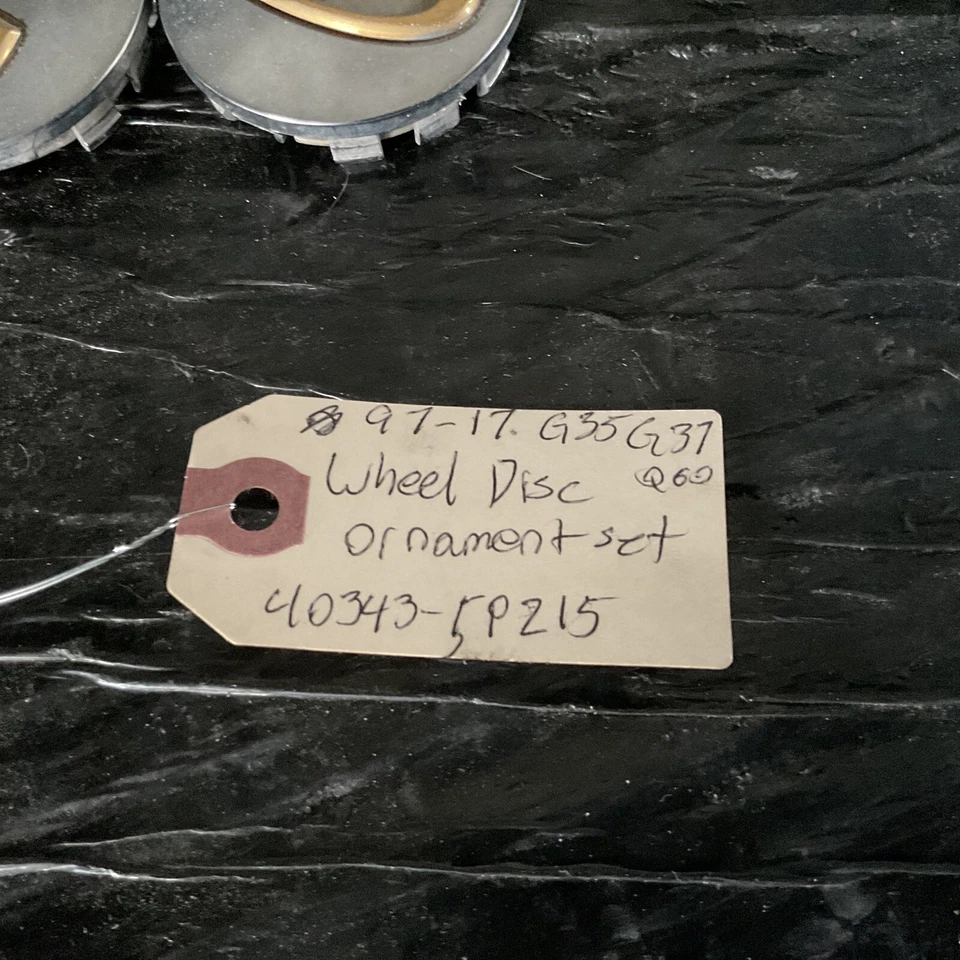 97-17. G35 G37
Q60
Wheel Disc
ornament set
40343-5P215